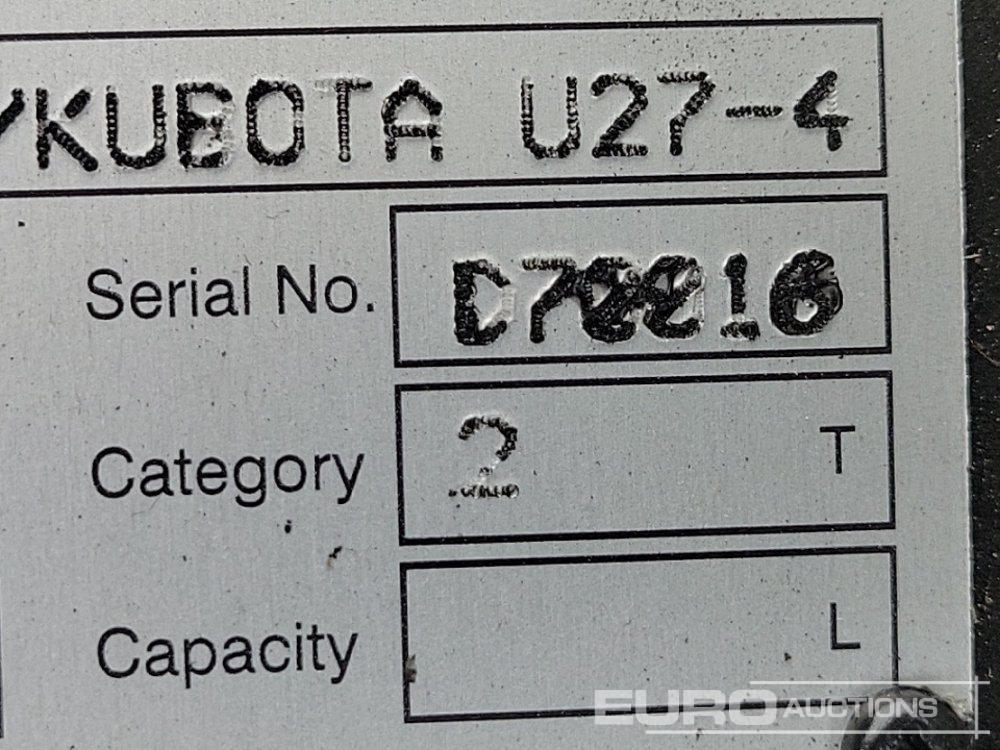 /KUBOTA U27-4
Serial No.
Category 2 T
Capacity L
EURO AUCTIONS